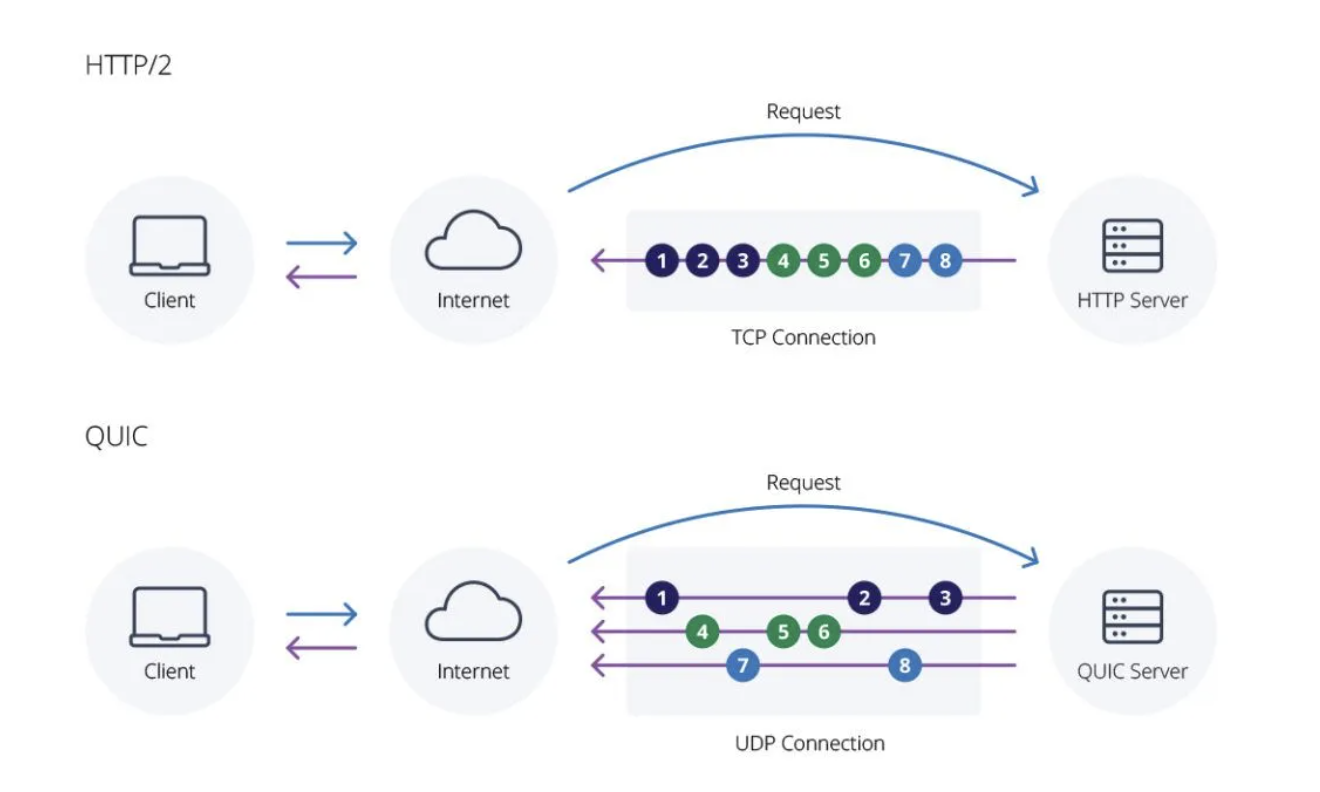 HTTP/2
Request
1 2 3 4 5 6 7 8
Client
Internet
HTTP Server
TCP Connection
QUIC
Request
1 2 3
4 5 6
7 8
Client
Internet
QUIC Server
UDP Connection